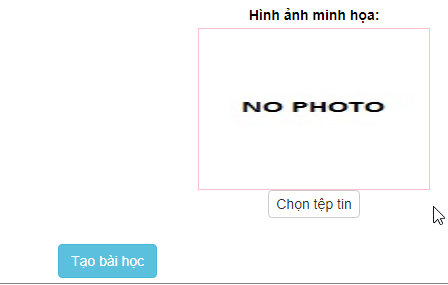 Hình ảnh minh họa:
NO PHOTO
Chọn tệp tin
Tạo bài học